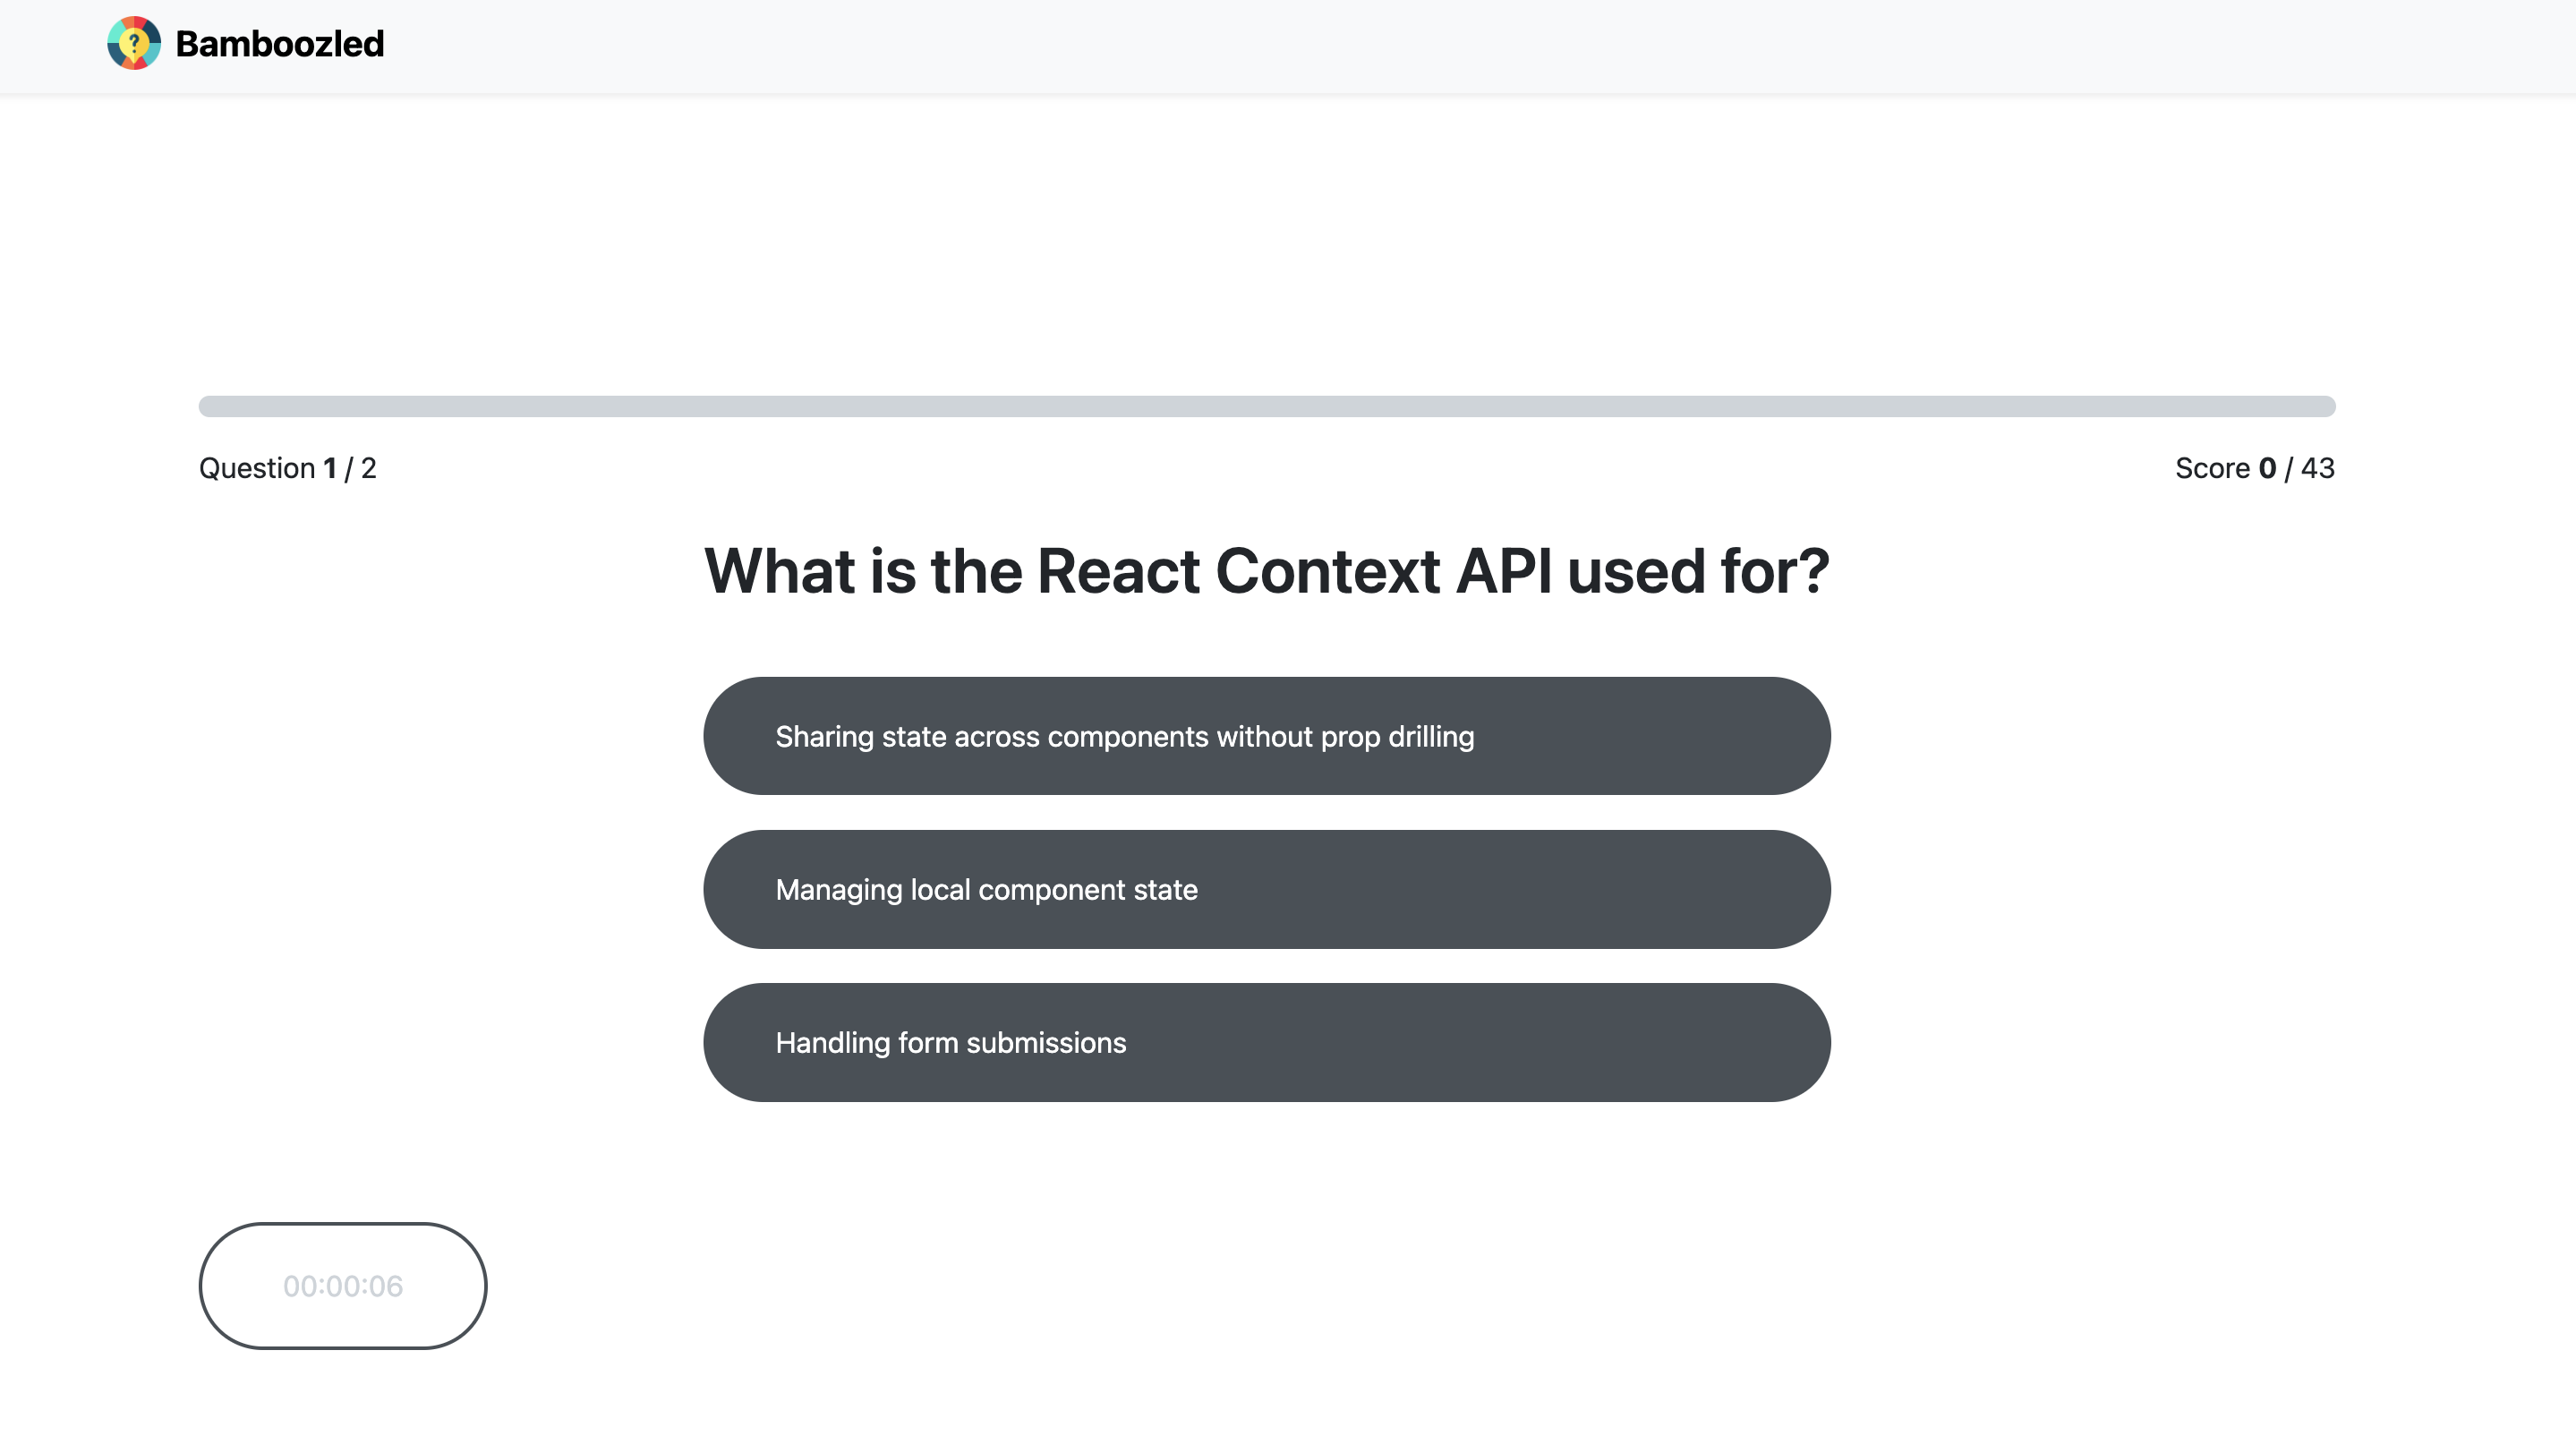 Bamboozled
Question 1 / 2
Score 0 / 43
What is the React Context API used for?
Sharing state across components without prop drilling
Managing local component state
Handling form submissions
00:00:06